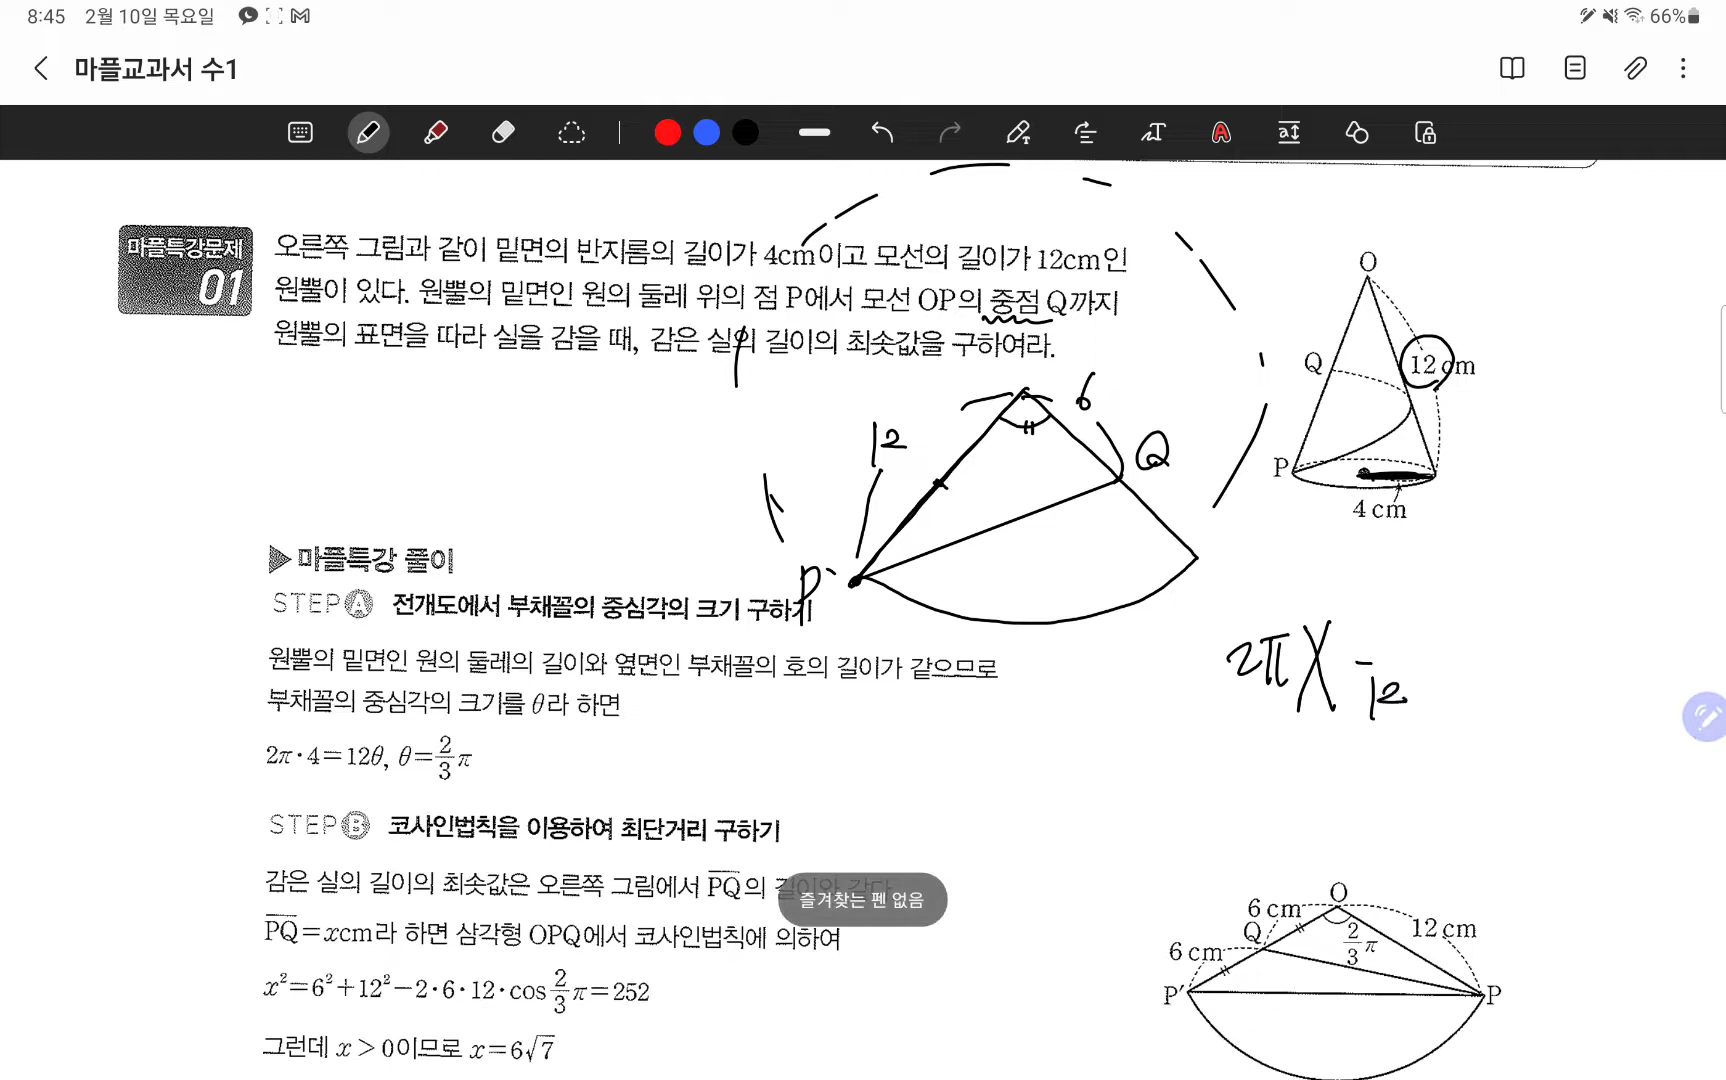 8:45 2월 10일 목요일 66%
마플교과서 수1
마플특강문제
01
오른쪽 그림과 같이 밑면의 반지름의 길이가 4cm이고 모선의 길이가 12cm인
원뿔이 있다. 원뿔의 밑면인 원의 둘레 위의 점 P에서 모선 OP의 중점 Q까지
원뿔의 표면을 따라 실을 감을 때, 감은 실의 길이의 최솟값을 구하여라.
O
Q
12 cm
P
4 cm
12
6
Q
P
2π X
12
▶ 마플특강 풀이
STEP A 전개도에서 부채꼴의 중심각의 크기 구하기
원뿔의 밑면인 원의 둘레의 길이와 옆면인 부채꼴의 호의 길이가 같으므로
부채꼴의 중심각의 크기를 θ라 하면
2π·4=12θ, θ=2/3π
STEP B 코사인법칙을 이용하여 최단거리 구하기
감은 실의 길이의 최솟값은 오른쪽 그림에서 PQ의 길이와 같다
즐겨찾는 펜 없음
PQ=xcm라 하면 삼각형 OPQ에서 코사인법칙에 의하여
x²=6²+12²−2·6·12·cos2/3π=252
그런데 x>0이므로 x=6√7
O
6 cm
Q
2/3π
12 cm
6 cm
P′
P